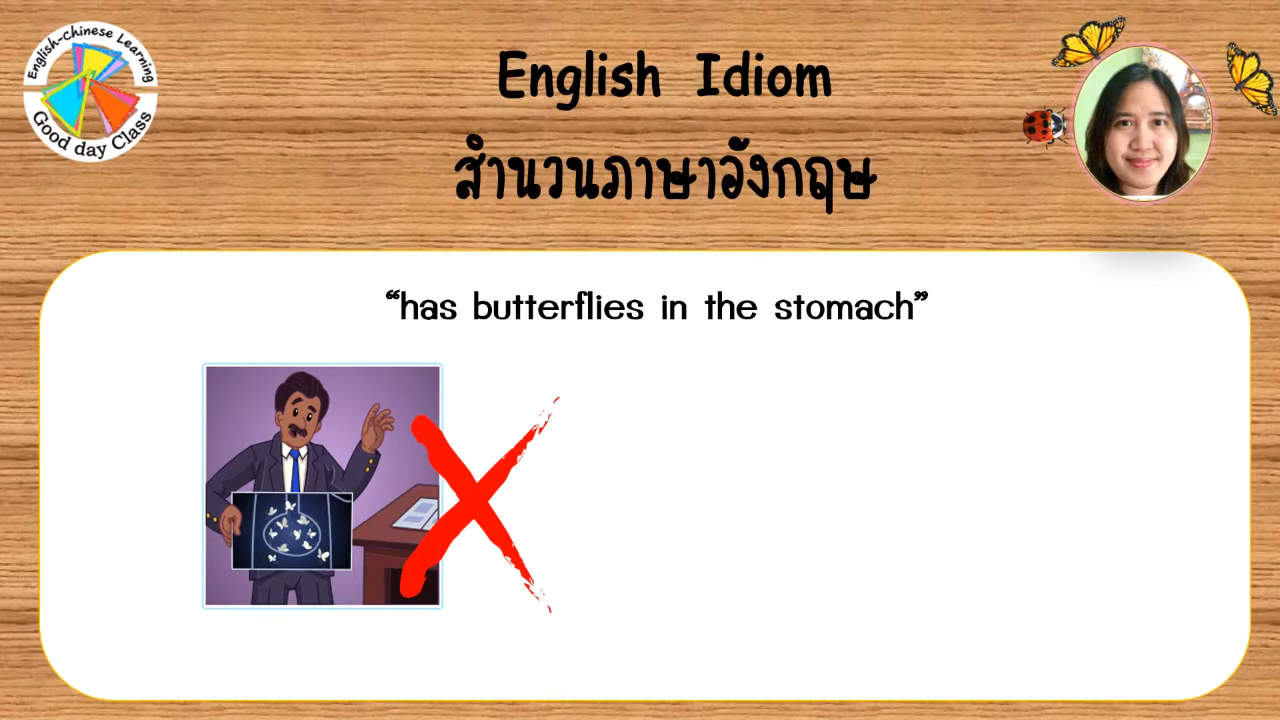 English-Chinese Learning
Good day Class
English Idiom
สำนวนภาษาอังกฤษ
“has butterflies in the stomach”